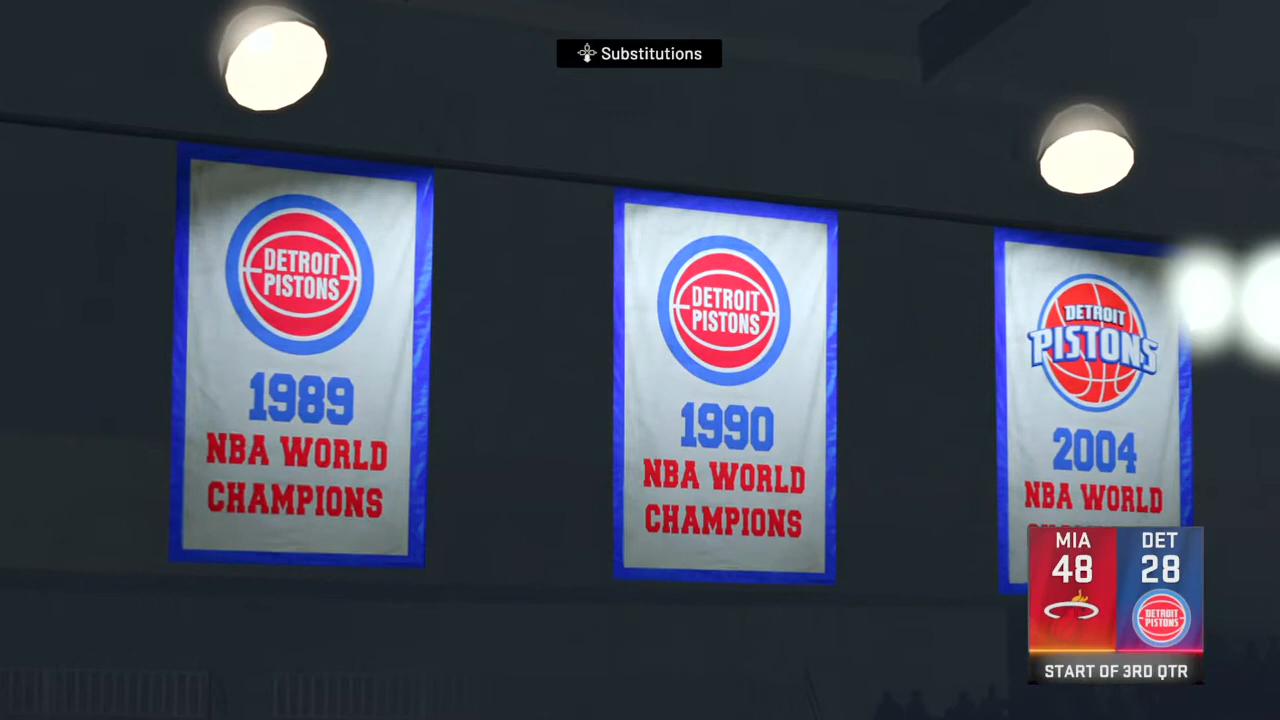 Substitutions
DETROIT
PISTONS
1989
NBA WORLD
CHAMPIONS
DETROIT
PISTONS
1990
NBA WORLD
CHAMPIONS
DETROIT
PISTONS
2004
NBA WORLD
MIA
48
DET
28
DETROIT
PISTONS
START OF 3RD QTR